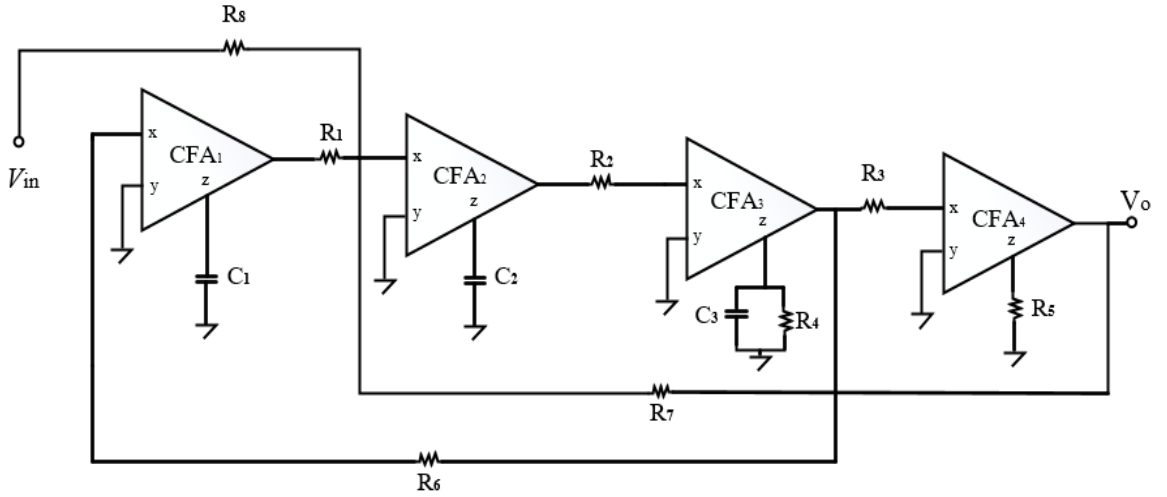 R8
Vin
x
CFA1
y
z
C1
R1
x
CFA2
y
z
C2
R2
x
CFA3
y
z
C3
R4
R3
x
CFA4
y
z
R5
Vo
R7
R6